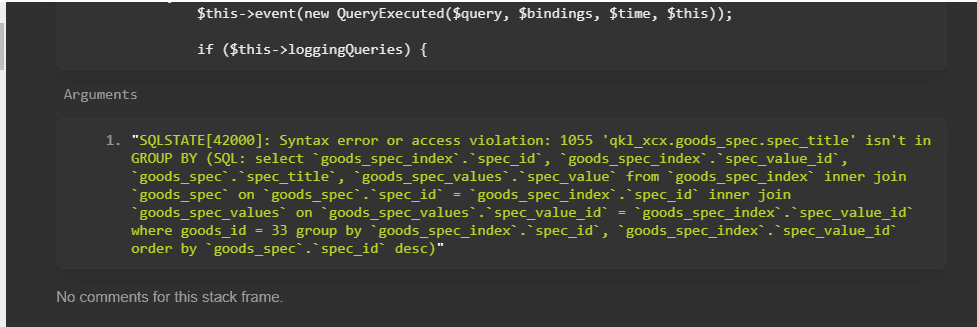 $this->event(new QueryExecuted($query, $bindings, $time, $this));
if ($this->loggingQueries) {
Arguments
1. "SQLSTATE[42000]: Syntax error or access violation: 1055 'qkl_xcx.goods_spec.spec_title' isn't in
GROUP BY (SQL: select `goods_spec_index`.`spec_id`, `goods_spec_index`.`spec_value_id`,
`goods_spec`.`spec_title`, `goods_spec_values`.`spec_value` from `goods_spec_index` inner join
`goods_spec` on `goods_spec`.`spec_id` = `goods_spec_index`.`spec_id` inner join
`goods_spec_values` on `goods_spec_values`.`spec_value_id` = `goods_spec_index`.`spec_value_id`
where goods_id = 33 group by `goods_spec_index`.`spec_id`, `goods_spec_index`.`spec_value_id`
order by `goods_spec`.`spec_id` desc)"
No comments for this stack frame.